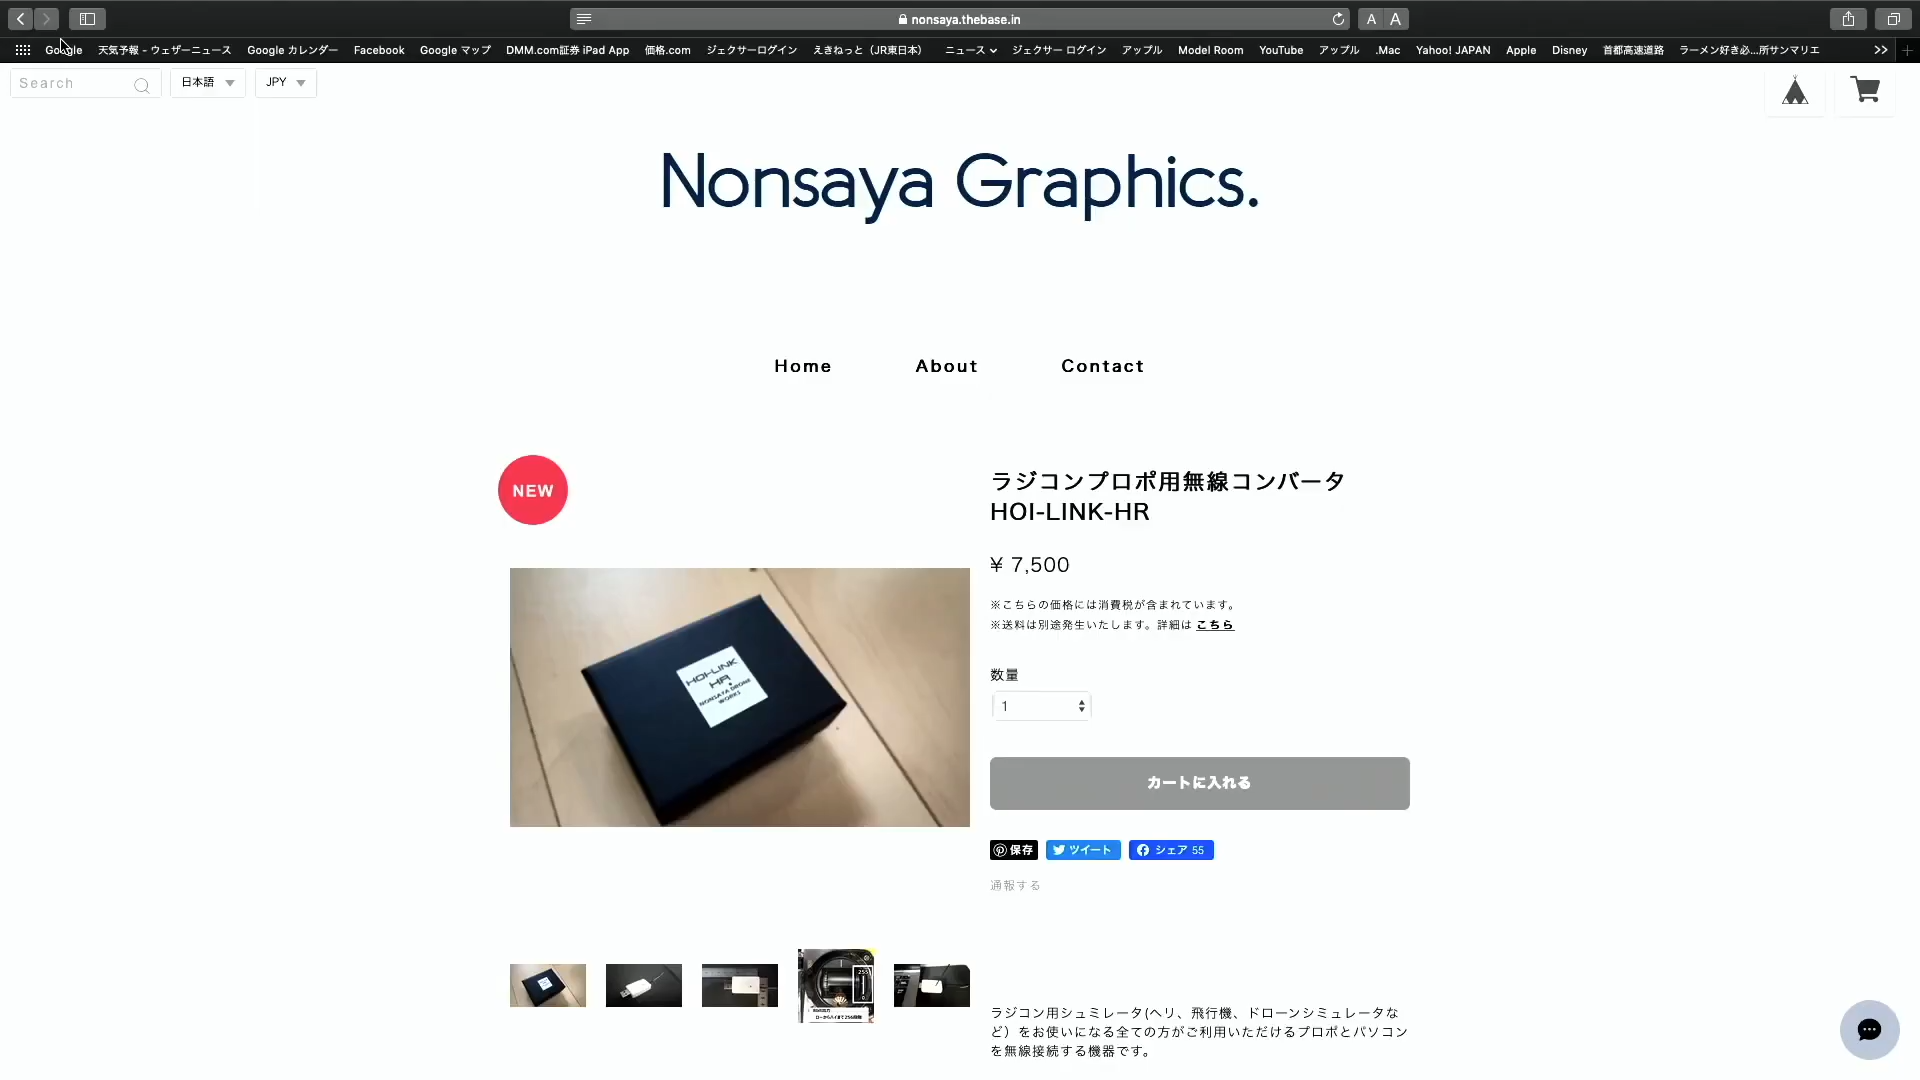 nonsaya.thebase.in
A A
Google 天気予報 - ウェザーニュース Google カレンダー Facebook Google マップ DMM.com証券 iPad App 価格.com ジェクサーログイン えきねっと（JR東日本） ニュース ジェクサー ログイン アップル Model Room YouTube アップル .Mac Yahoo! JAPAN Apple Disney 首都高速道路 ラーメン好き必...所サンマリエ
Search 日本語 JPY
Nonsaya Graphics.
Home About Contact
NEW
ラジコンプロポ用無線コンバータ
HOI-LINK-HR
¥ 7,500
※こちらの価格には消費税が含まれています。
※送料は別途発生いたします。詳細は こちら
数量
1
カートに入れる
保存 ツイート シェア 55
通報する
HOI-LINK
HR.
NONSAYA DRONE
WORKS
255
0
ラジコン用シュミレータ(ヘリ、飛行機、ドローンシミュレータな
ど）をお使いになる全ての方がご利用いただけるプロポとパソコン
を無線接続する機器です。